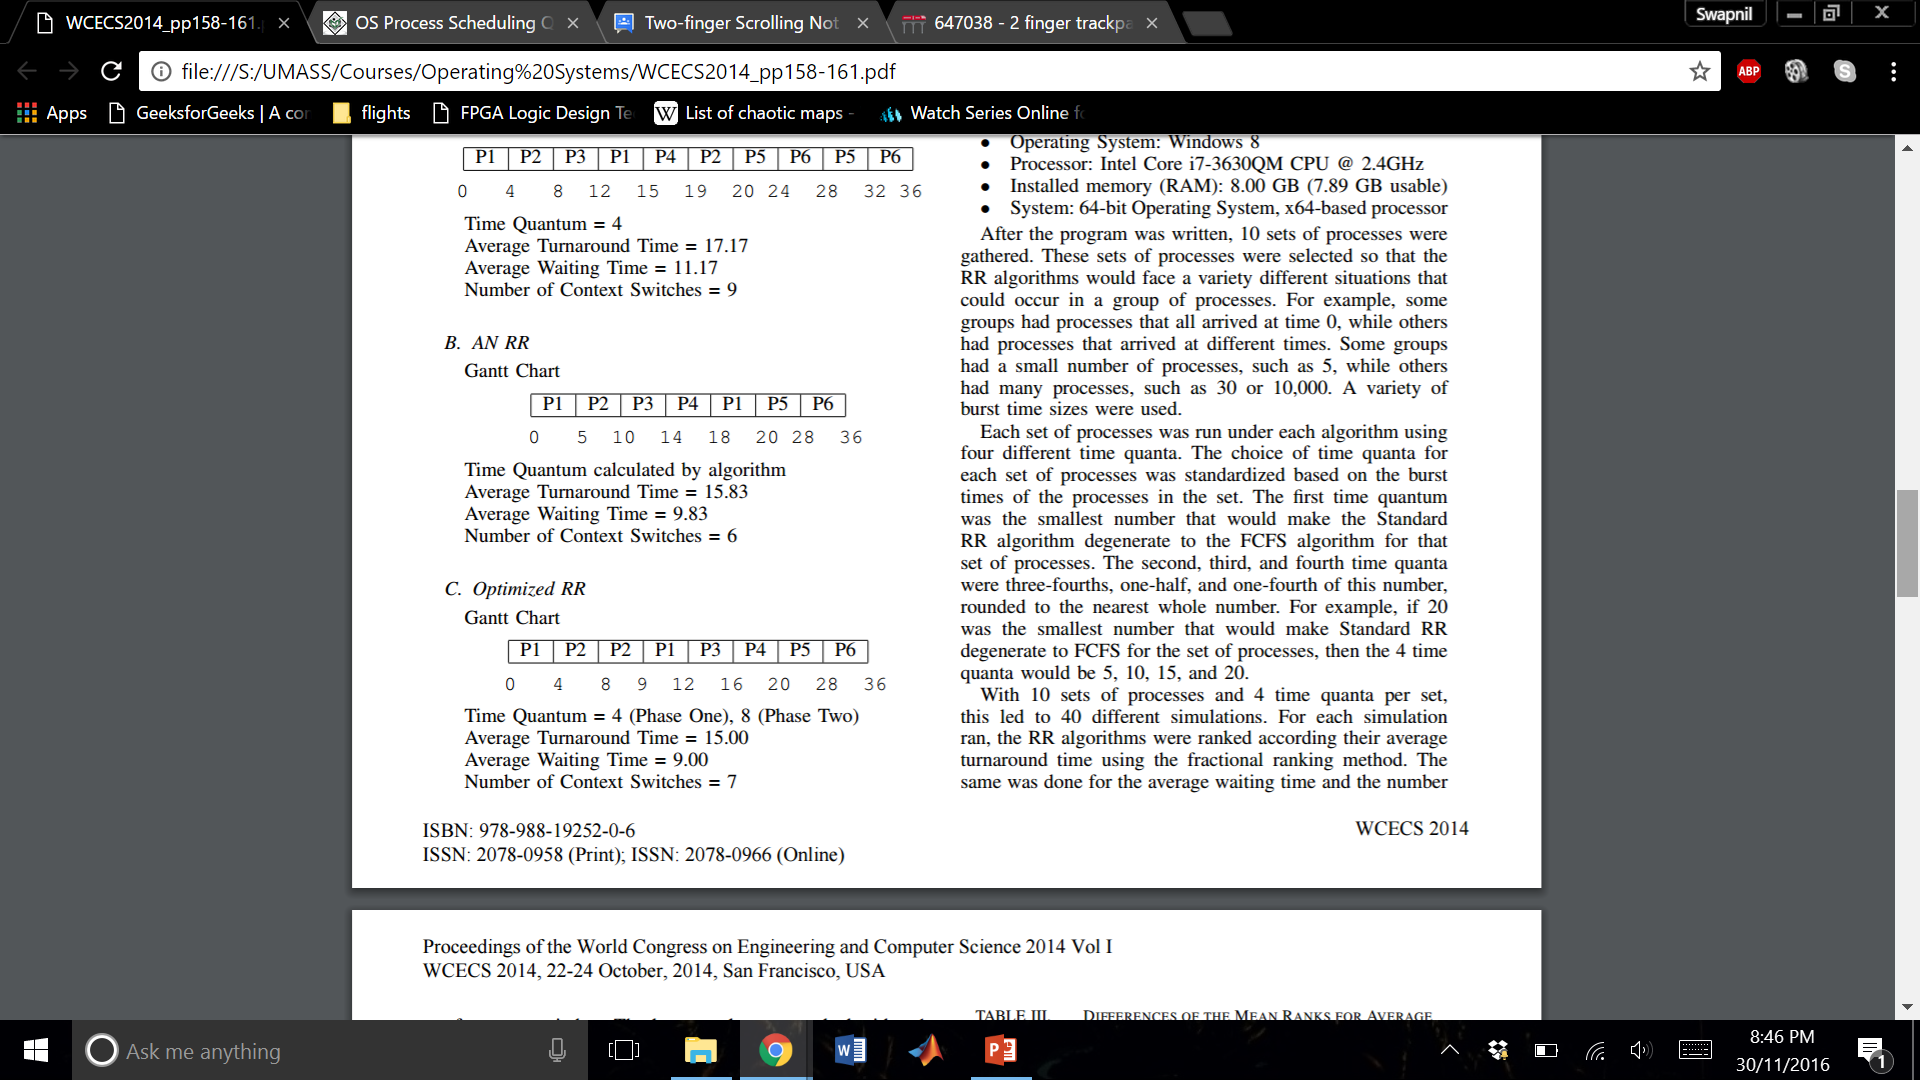 WCECS2014_pp158-161.
OS Process Scheduling Q
Two-finger Scrolling Not
647038 - 2 finger trackpa
Swapnil
file:///S:/UMASS/Courses/Operating%20Systems/WCECS2014_pp158-161.pdf
ABP
Apps
GeeksforGeeks | A cor
flights
FPGA Logic Design Te
W List of chaotic maps -
Watch Series Online f
P1 P2 P3 P1 P4 P2 P5 P6 P5 P6
0 4 8 12 15 19 20 24 28 32 36
Time Quantum = 4
Average Turnaround Time = 17.17
Average Waiting Time = 11.17
Number of Context Switches = 9
B. AN RR
Gantt Chart
P1 P2 P3 P4 P1 P5 P6
0 5 10 14 18 20 28 36
Time Quantum calculated by algorithm
Average Turnaround Time = 15.83
Average Waiting Time = 9.83
Number of Context Switches = 6
C. Optimized RR
Gantt Chart
P1 P2 P2 P1 P3 P4 P5 P6
0 4 8 9 12 16 20 28 36
Time Quantum = 4 (Phase One), 8 (Phase Two)
Average Turnaround Time = 15.00
Average Waiting Time = 9.00
Number of Context Switches = 7
• Operating System: Windows 8
• Processor: Intel Core i7-3630QM CPU @ 2.4GHz
• Installed memory (RAM): 8.00 GB (7.89 GB usable)
• System: 64-bit Operating System, x64-based processor
After the program was written, 10 sets of processes were
gathered. These sets of processes were selected so that the
RR algorithms would face a variety different situations that
could occur in a group of processes. For example, some
groups had processes that all arrived at time 0, while others
had processes that arrived at different times. Some groups
had a small number of processes, such as 5, while others
had many processes, such as 30 or 10,000. A variety of
burst time sizes were used.
Each set of processes was run under each algorithm using
four different time quanta. The choice of time quanta for
each set of processes was standardized based on the burst
times of the processes in the set. The first time quantum
was the smallest number that would make the Standard
RR algorithm degenerate to the FCFS algorithm for that
set of processes. The second, third, and fourth time quanta
were three-fourths, one-half, and one-fourth of this number,
rounded to the nearest whole number. For example, if 20
was the smallest number that would make Standard RR
degenerate to FCFS for the set of processes, then the 4 time
quanta would be 5, 10, 15, and 20.
With 10 sets of processes and 4 time quanta per set,
this led to 40 different simulations. For each simulation
ran, the RR algorithms were ranked according their average
turnaround time using the fractional ranking method. The
same was done for the average waiting time and the number
ISBN: 978-988-19252-0-6
ISSN: 2078-0958 (Print); ISSN: 2078-0966 (Online)
WCECS 2014
Proceedings of the World Congress on Engineering and Computer Science 2014 Vol I
WCECS 2014, 22-24 October, 2014, San Francisco, USA
TABLE III. DIFFERENCES OF THE MEAN RANKS FOR AVERAGE
Ask me anything
8:46 PM
30/11/2016
1